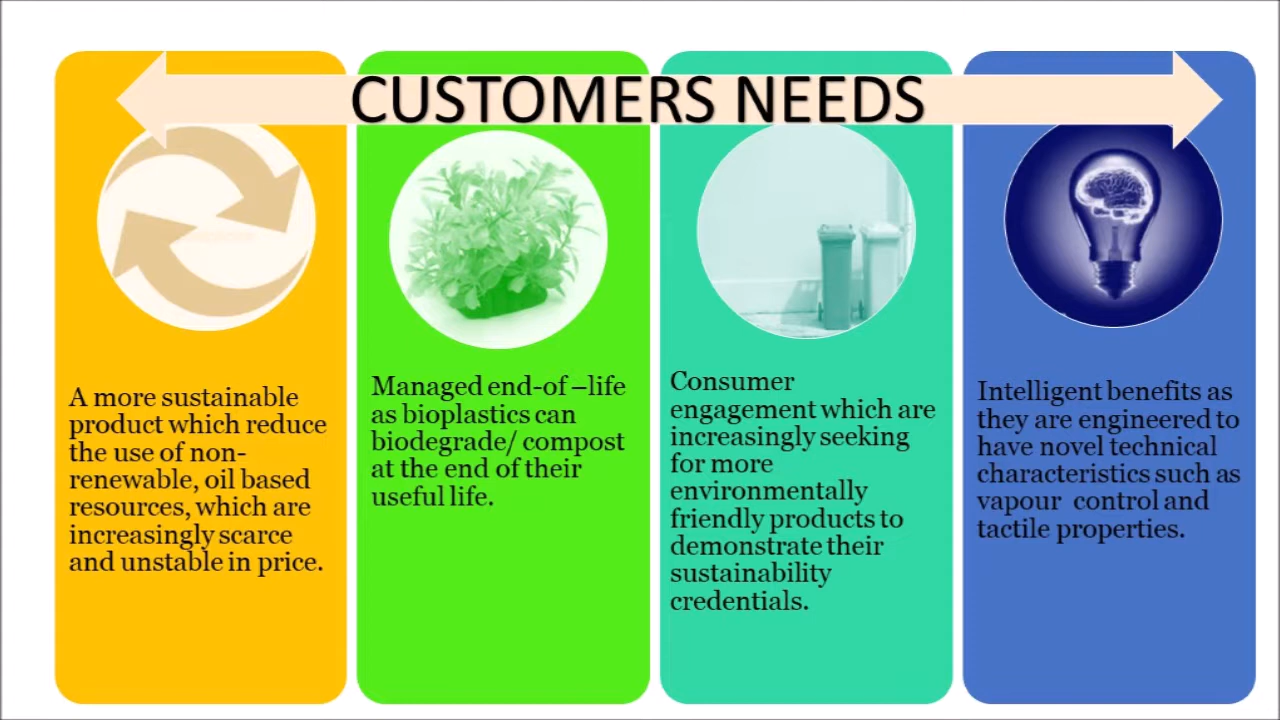 CUSTOMERS NEEDS
A more sustainable
product which reduce
the use of non-
renewable, oil based
resources, which are
increasingly scarce
and unstable in price.
Managed end-of –life
as bioplastics can
biodegrade/ compost
at the end of their
useful life.
Consumer
engagement which are
increasingly seeking
for more
environmentally
friendly products to
demonstrate their
sustainability
credentials.
Intelligent benefits as
they are engineered to
have novel technical
characteristics such as
vapour control and
tactile properties.